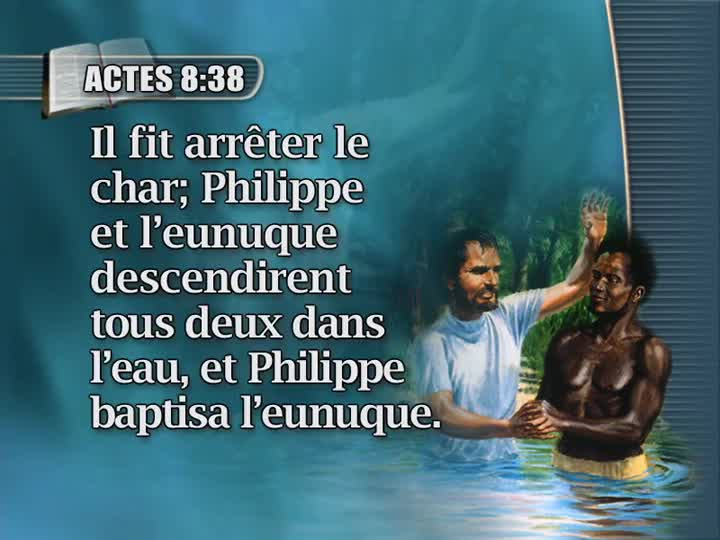 ACTES 8:38
Il fit arrêter le
char; Philippe
et l’eunuque
descendirent
tous deux dans
l’eau, et Philippe
baptisa l’eunuque.